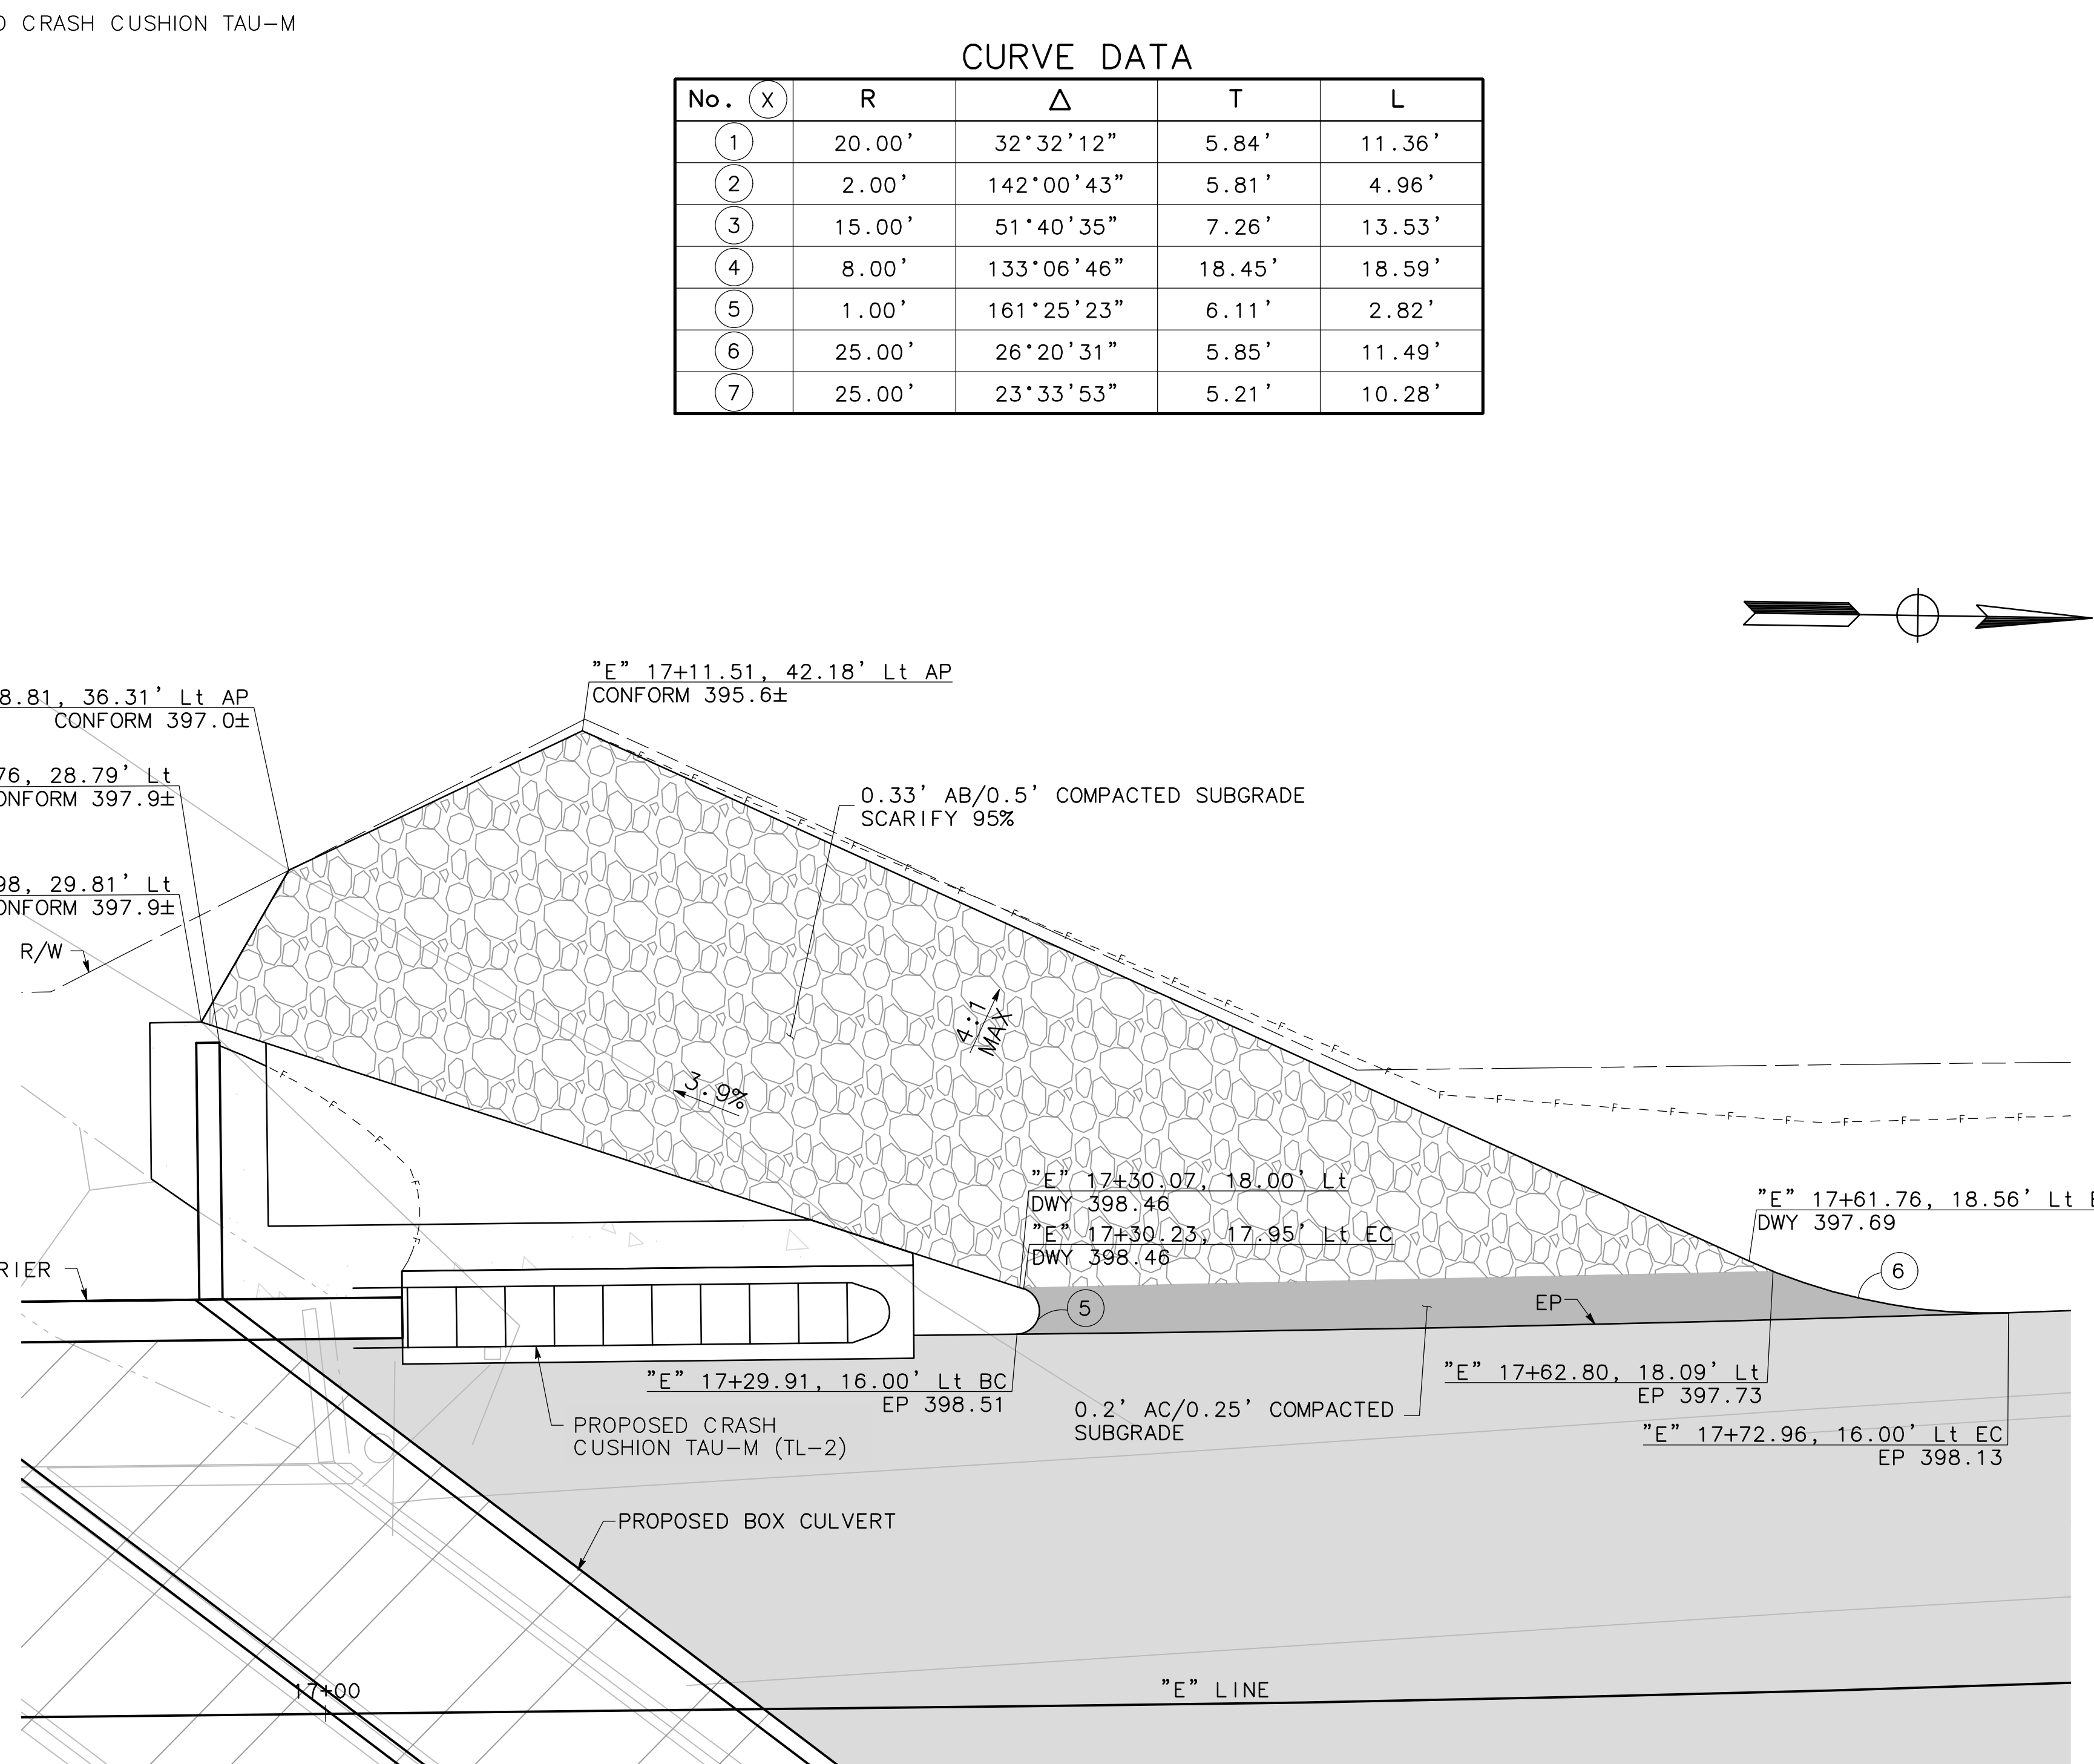 CRASH CUSHION TAU-M
CURVE DATA
No. X R Δ T L
1 20.00' 32°32'12" 5.84' 11.36'
2 2.00' 142°00'43" 5.81' 4.96'
3 15.00' 51°40'35" 7.26' 13.53'
4 8.00' 133°06'46" 18.45' 18.59'
5 1.00' 161°25'23" 6.11' 2.82'
6 25.00' 26°20'31" 5.85' 11.49'
7 25.00' 23°33'53" 5.21' 10.28'
"E" 17+11.51, 42.18' Lt AP
CONFORM 395.6±
8.81, 36.31' Lt AP
CONFORM 397.0±
76, 28.79' Lt
ONFORM 397.9±
0.33' AB/0.5' COMPACTED SUBGRADE
SCARIFY 95%
98, 29.81' Lt
ONFORM 397.9±
R/W
4:1
MAX
3.9%
"E" 17+30.07, 18.00' Lt
DWY 398.46
"E" 17+30.23, 17.95' Lt EC
DWY 398.46
"E" 17+61.76, 18.56' Lt
DWY 397.69
RIER
6
5
EP
"E" 17+29.91, 16.00' Lt BC
EP 398.51
"E" 17+62.80, 18.09' Lt
EP 397.73
0.2' AC/0.25' COMPACTED
SUBGRADE
PROPOSED CRASH
CUSHION TAU-M (TL-2)
"E" 17+72.96, 16.00' Lt EC
EP 398.13
PROPOSED BOX CULVERT
17+00
"E" LINE
F F F F F F F F F F F F F F F F F F F F F F F F F F F F F